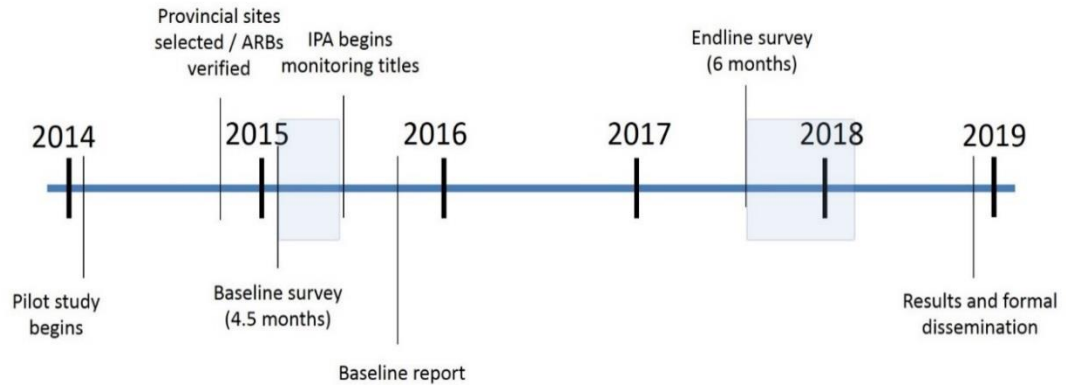 Provincial sites
selected / ARBs
verified
IPA begins
monitoring titles
Endline survey
(6 months)
2014
2015
2016
2017
2018
2019
Pilot study
begins
Baseline survey
(4.5 months)
Baseline report
Results and formal
dissemination